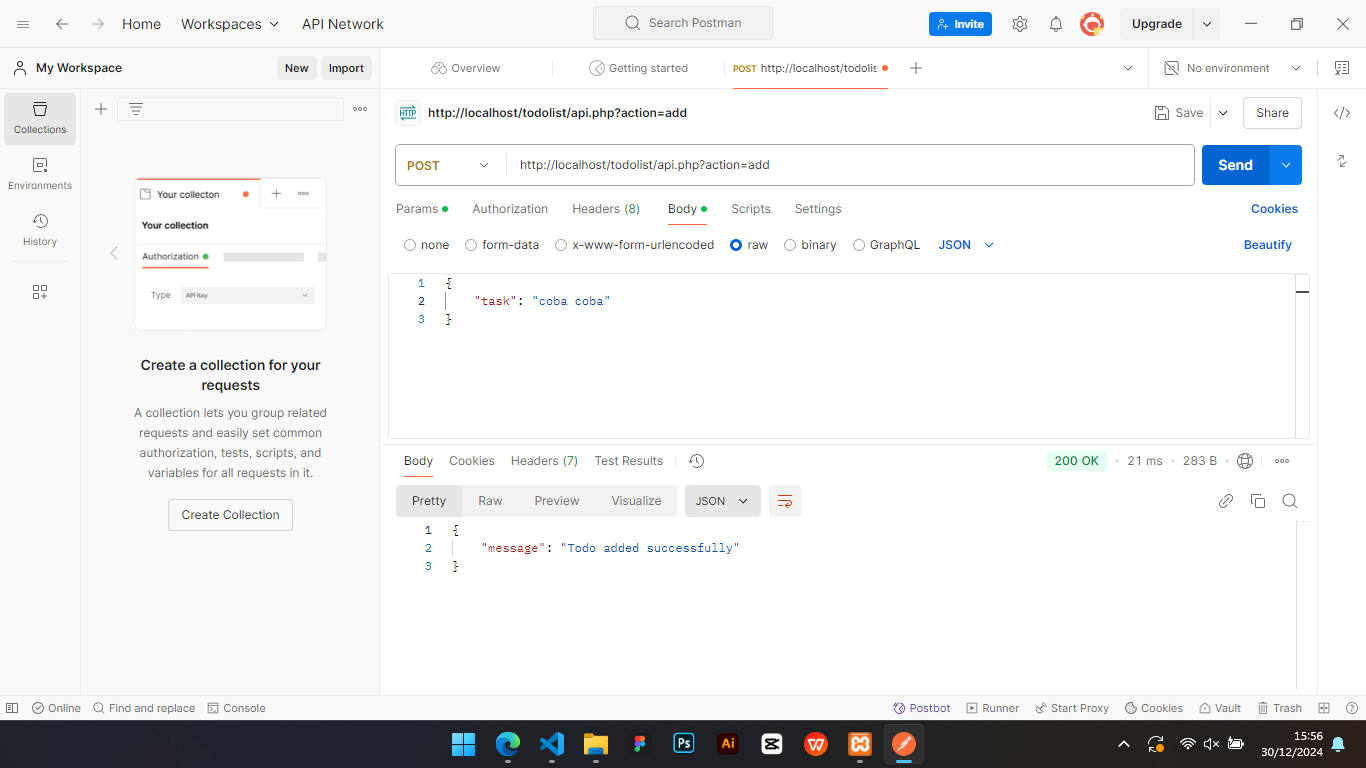 Home Workspaces API Network Search Postman Invite Upgrade
My Workspace New Import Overview Getting started POST http://localhost/todolis No environment
Collections
Environments
History
Your collecton
Your collection
Authorization
Type API Key
Create a collection for your
requests
A collection lets you group related
requests and easily set common
authorization, tests, scripts, and
variables for all requests in it.
Create Collection
HTTP http://localhost/todolist/api.php?action=add Save Share
POST http://localhost/todolist/api.php?action=add Send
Params Authorization Headers (8) Body Scripts Settings Cookies
none form-data x-www-form-urlencoded raw binary GraphQL JSON Beautify
1 {
2 "task": "coba coba"
3 }
Body Cookies Headers (7) Test Results 200 OK 21 ms 283 B
Pretty Raw Preview Visualize JSON
1 {
2 "message": "Todo added successfully"
3 }
Online Find and replace Console Postbot Runner Start Proxy Cookies Vault Trash
Ps Ai W
15:56
30/12/2024